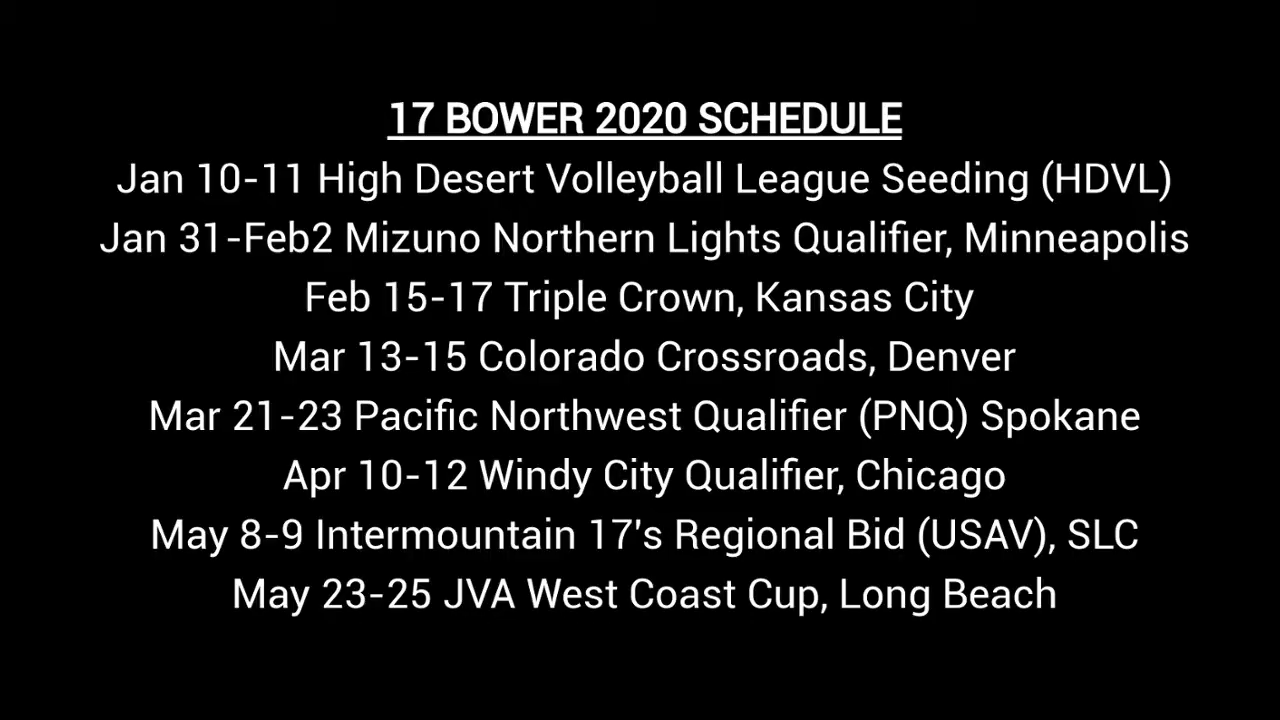 17 BOWER 2020 SCHEDULE
Jan 10-11 High Desert Volleyball League Seeding (HDVL)
Jan 31-Feb2 Mizuno Northern Lights Qualifier, Minneapolis
Feb 15-17 Triple Crown, Kansas City
Mar 13-15 Colorado Crossroads, Denver
Mar 21-23 Pacific Northwest Qualifier (PNQ) Spokane
Apr 10-12 Windy City Qualifier, Chicago
May 8-9 Intermountain 17's Regional Bid (USAV), SLC
May 23-25 JVA West Coast Cup, Long Beach